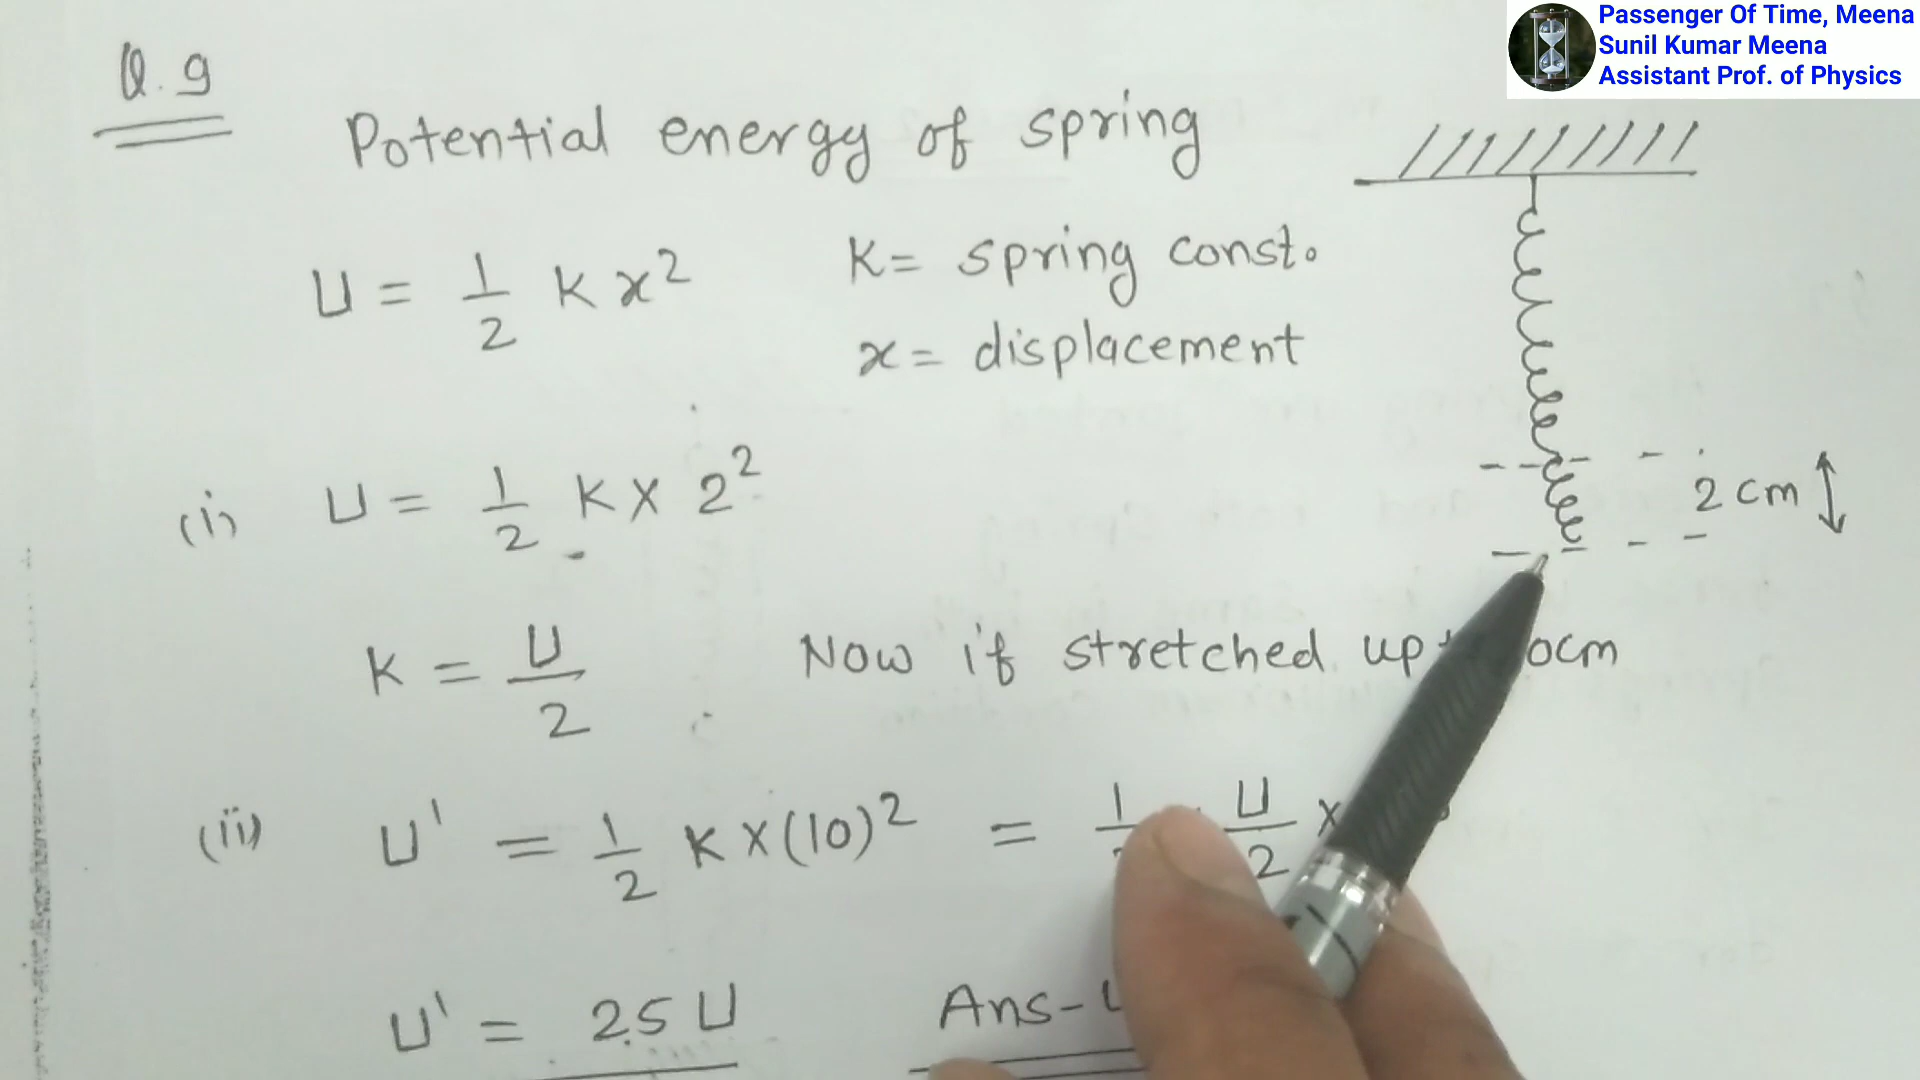 Passenger Of Time, Meena
Sunil Kumar Meena
Assistant Prof. of Physics
Q.9
Potential energy of spring
U = 1/2 K x²
K = spring const.
x = displacement
(i) U = 1/2 K × 2²
2 cm
K = U/2
Now if stretched 0cm
(ii) U' = 1/2 K × (10)² = 1 U/2 ×
U' = 25 U
Ans-